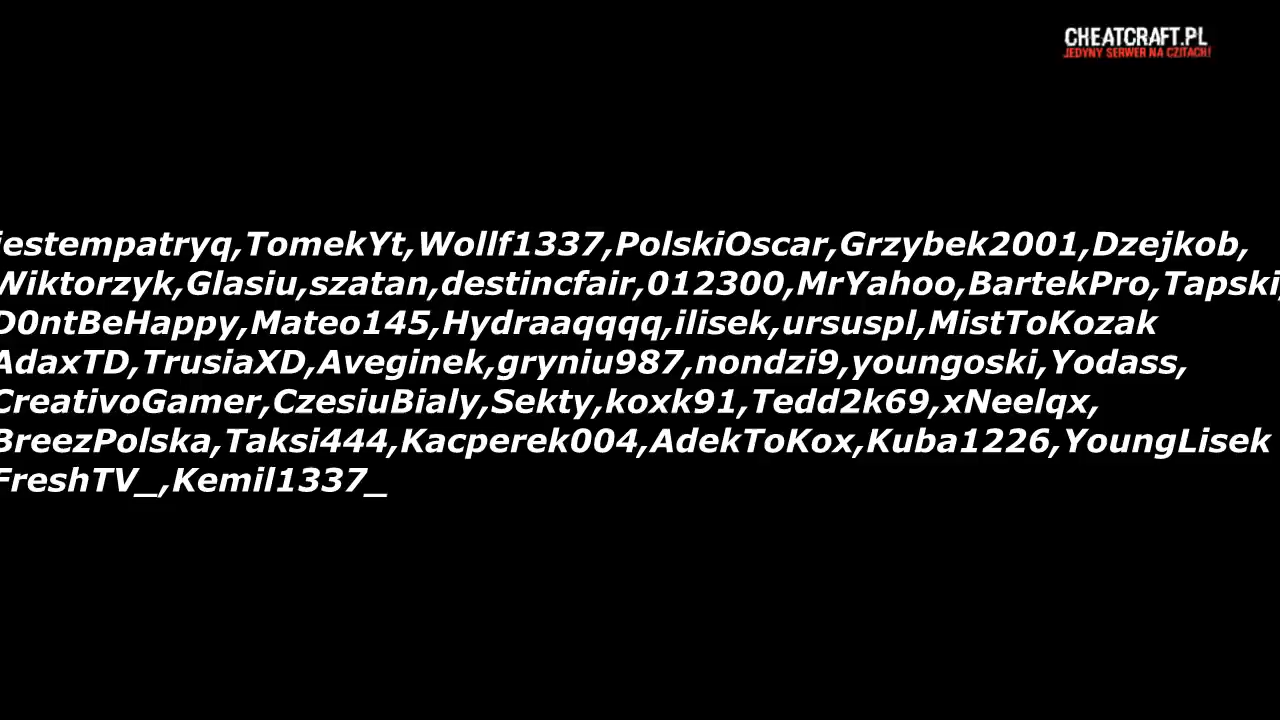 CHEATCRAFT.PL
JEDYNY SERWER NA CZITACH!
jestempatryq,TomekYt,Wollf1337,PolskiOscar,Grzybek2001,Dzejkob,
Wiktorzyk,Glasiu,szatan,destincfair,012300,MrYahoo,BartekPro,Tapski,
D0ntBeHappy,Mateo145,Hydraaqqqq,ilisek,ursuspl,MistToKozak
AdaxTD,TrusiaXD,Aveginek,gryniu987,nondzi9,youngoski,Yodass,
CreativoGamer,CzesiuBialy,Sekty,koxk91,Tedd2k69,xNeelqx,
BreezPolska,Taksi444,Kacperek004,AdekToKox,Kuba1226,YoungLisek
FreshTV_,Kemil1337_